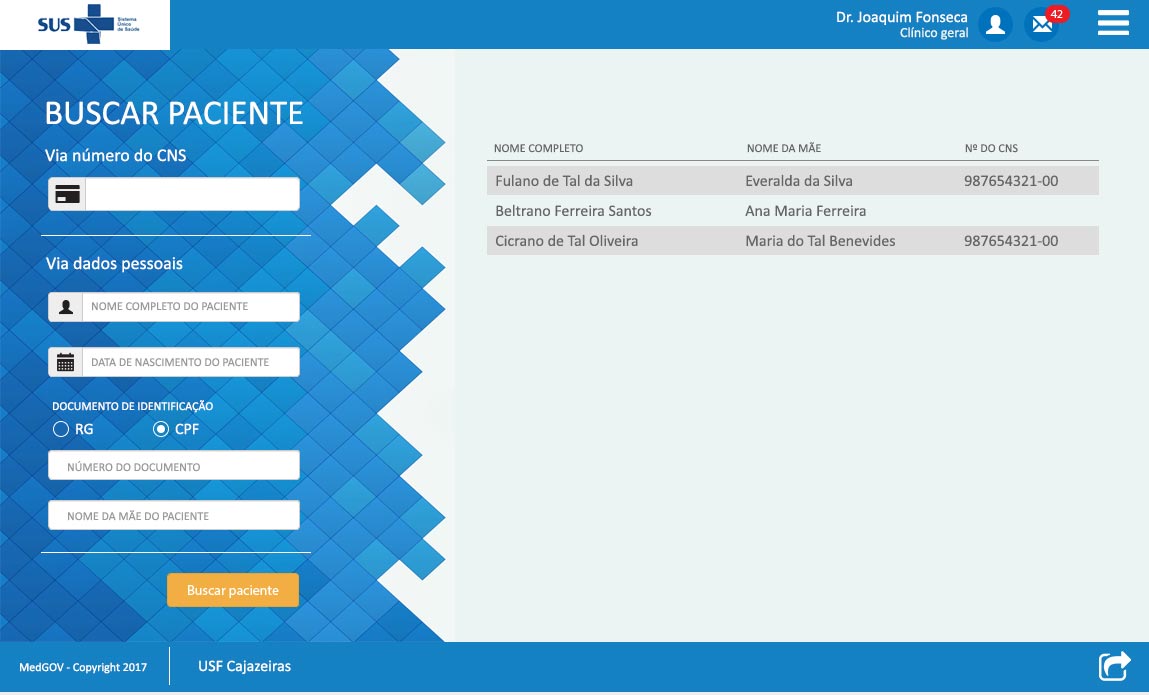 SUS
Sistema
Único
de Saúde
Dr. Joaquim Fonseca
Clínico geral
42
BUSCAR PACIENTE
Via número do CNS
Via dados pessoais
NOME COMPLETO DO PACIENTE
DATA DE NASCIMENTO DO PACIENTE
DOCUMENTO DE IDENTIFICAÇÃO
RG CPF
NÚMERO DO DOCUMENTO
NOME DA MÃE DO PACIENTE
Buscar paciente
NOME COMPLETO NOME DA MÃE Nº DO CNS
Fulano de Tal da Silva Everalda da Silva 987654321-00
Beltrano Ferreira Santos Ana Maria Ferreira
Cicrano de Tal Oliveira Maria do Tal Benevides 987654321-00
MedGOV - Copyright 2017 USF Cajazeiras